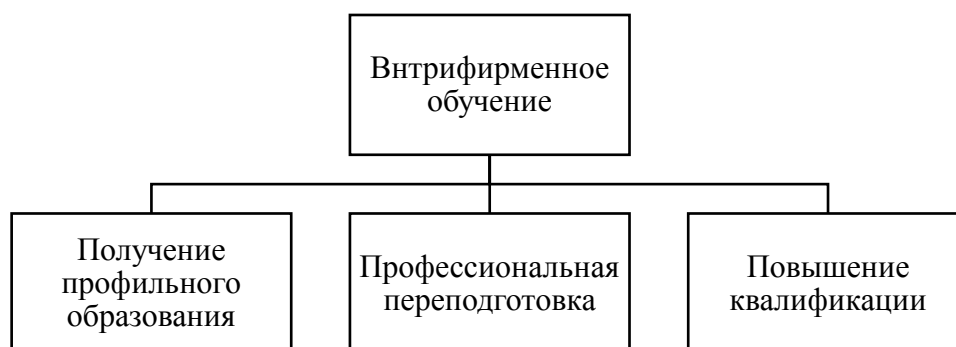 Внтрифирменное
обучение
Получение
профильного
образования
Профессиональная
переподготовка
Повышение
квалификации